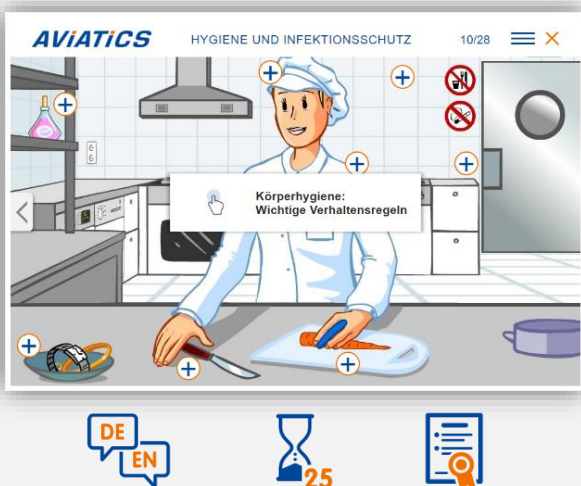 AViATiCS
HYGIENE UND INFEKTIONSSCHUTZ
10/28
Körperhygiene:
Wichtige Verhaltensregeln
DE
EN
25